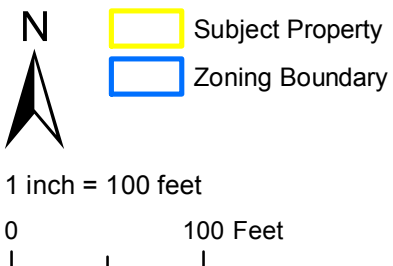 N
Subject Property
Zoning Boundary
1 inch = 100 feet
0 100 Feet